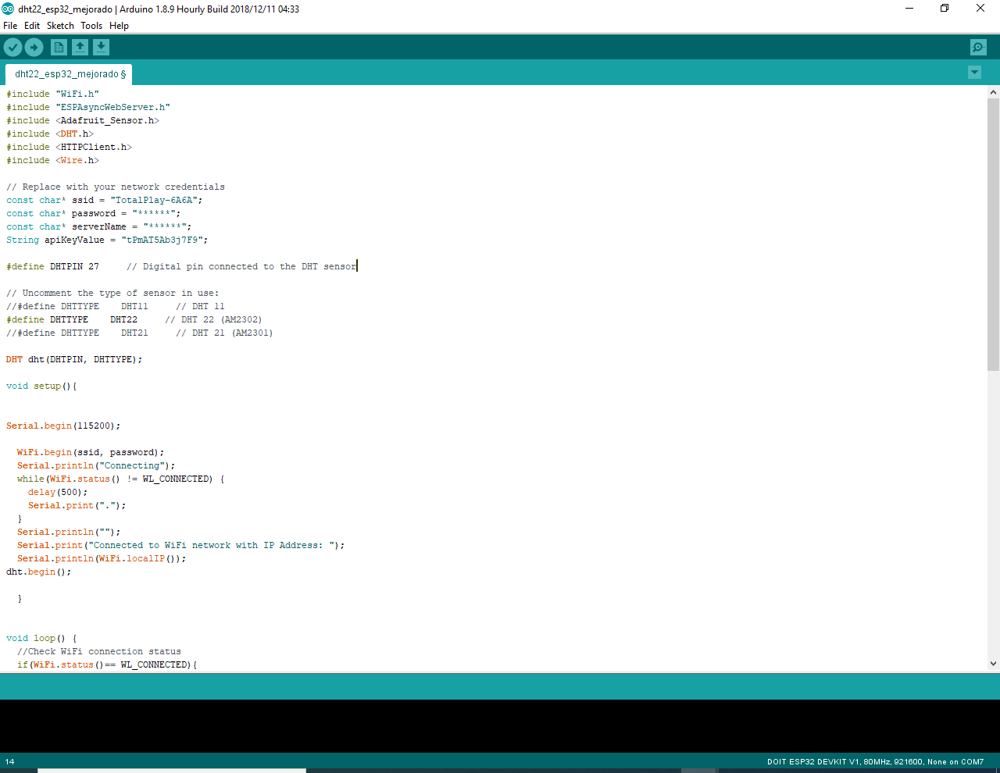 dht22_esp32_mejorado | Arduino 1.8.9 Hourly Build 2018/12/11 04:33
File Edit Sketch Tools Help
dht22_esp32_mejorado §
#include "WiFi.h"
#include "ESPAsyncWebServer.h"
#include <Adafruit_Sensor.h>
#include <DHT.h>
#include <HTTPClient.h>
#include <Wire.h>
// Replace with your network credentials
const char* ssid = "TotalPlay-6A6A";
const char* password = "******";
const char* serverName = "******";
String apiKeyValue = "tPmAT5Ab3j7F9";
#define DHTPIN 27     // Digital pin connected to the DHT sensor
// Uncomment the type of sensor in use:
//#define DHTTYPE    DHT11     // DHT 11
#define DHTTYPE    DHT22     // DHT 22 (AM2302)
//#define DHTTYPE    DHT21     // DHT 21 (AM2301)
DHT dht(DHTPIN, DHTTYPE);
void setup(){
Serial.begin(115200);
  WiFi.begin(ssid, password);
  Serial.println("Connecting");
  while(WiFi.status() != WL_CONNECTED) {
    delay(500);
    Serial.print(".");
  }
  Serial.println("");
  Serial.print("Connected to WiFi network with IP Address: ");
  Serial.println(WiFi.localIP());
dht.begin();
  }
void loop() {
  //Check WiFi connection status
  if(WiFi.status()== WL_CONNECTED){
14
DOIT ESP32 DEVKIT V1, 80MHz, 921600, None on COM7